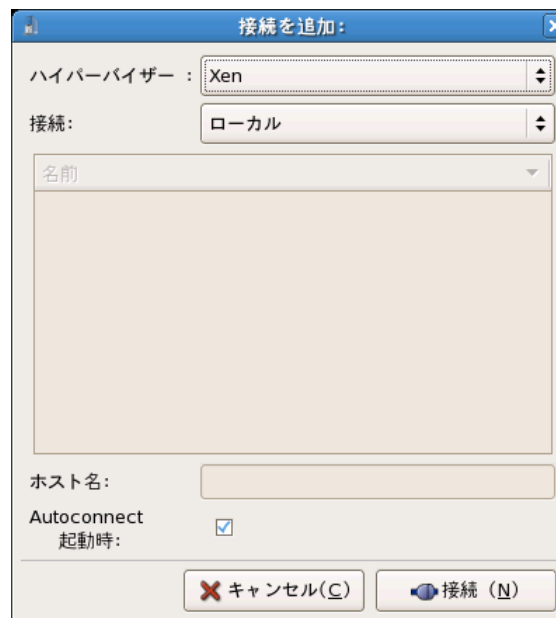 接続を追加:
ハイパーバイザー : Xen
接続: ローカル
名前
ホスト名:
Autoconnect
起動時:
キャンセル(C) 接続 (N)